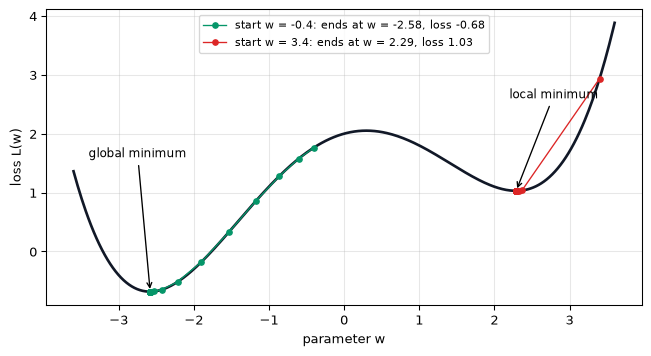 start w = -0.4: ends at w = -2.58, loss -0.68
start w = 3.4: ends at w = 2.29, loss 1.03
local minimum
global minimum
loss L(w)
4
3
2
1
0
−3
−2
−1
0
1
2
3
parameter w